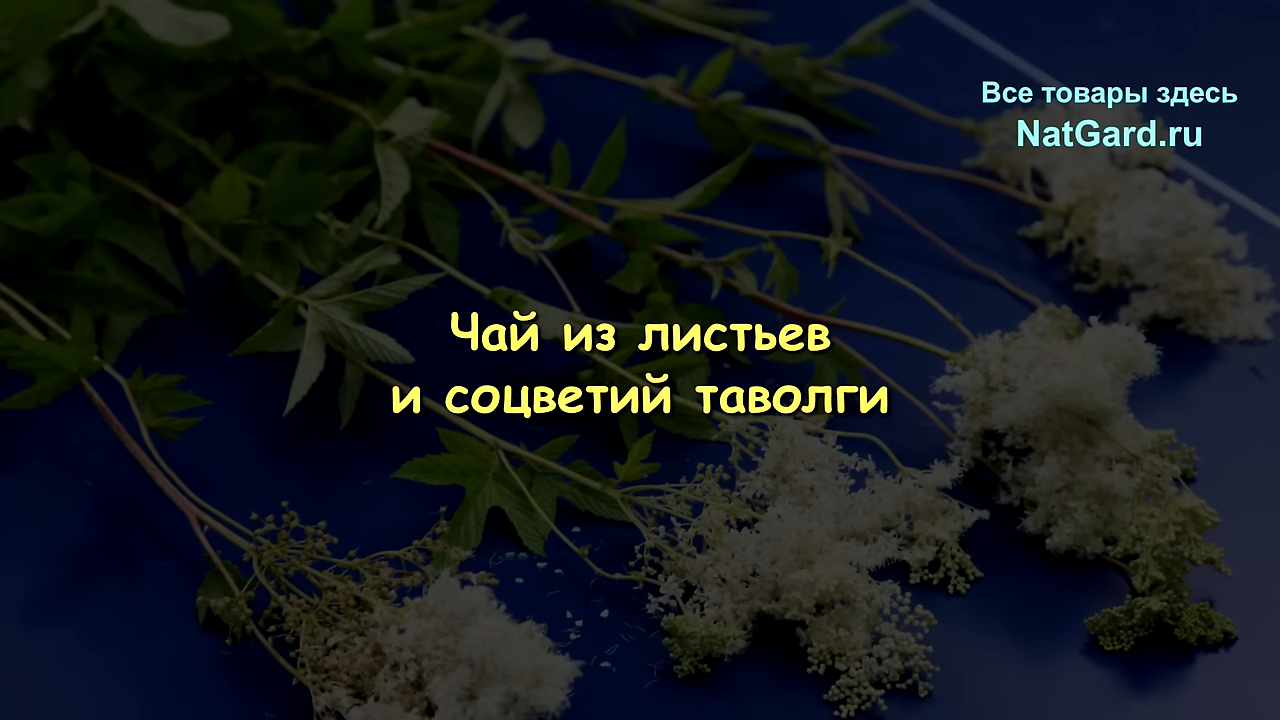 Все товары здесь
NatGard.ru
Чай из листьев
и соцветий таволги